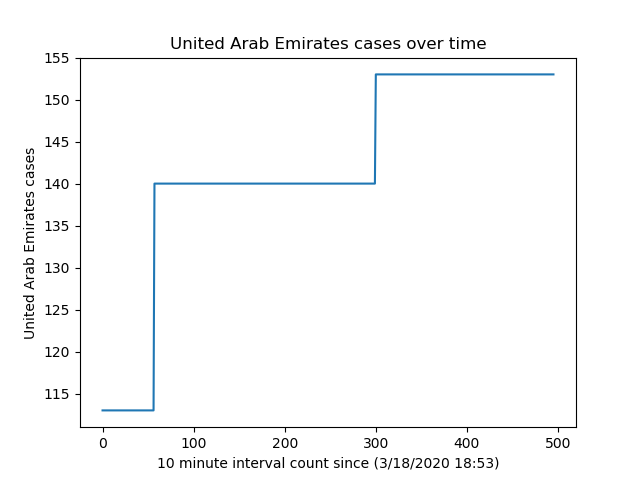 United Arab Emirates cases over time
155
150
145
140
135
130
125
120
115
United Arab Emirates cases
0 100 200 300 400 500
10 minute interval count since (3/18/2020 18:53)